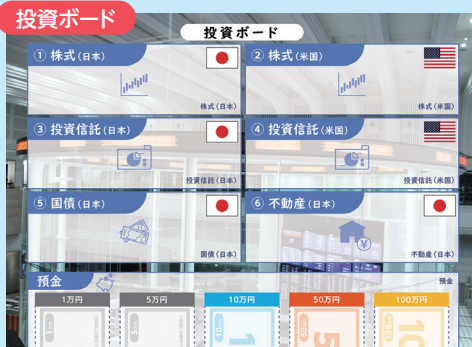 投資ボード
投資ボード
① 株式(日本)
株式(日本)
② 株式(米国)
株式(米国)
③ 投資信託(日本)
投資信託(日本)
④ 投資信託(米国)
投資信託(米国)
⑤ 国債(日本)
国債(日本)
⑥ 不動産(日本)
¥
不動産(日本)
預金
預金
1万円
5万円
10万円
50万円
100万円